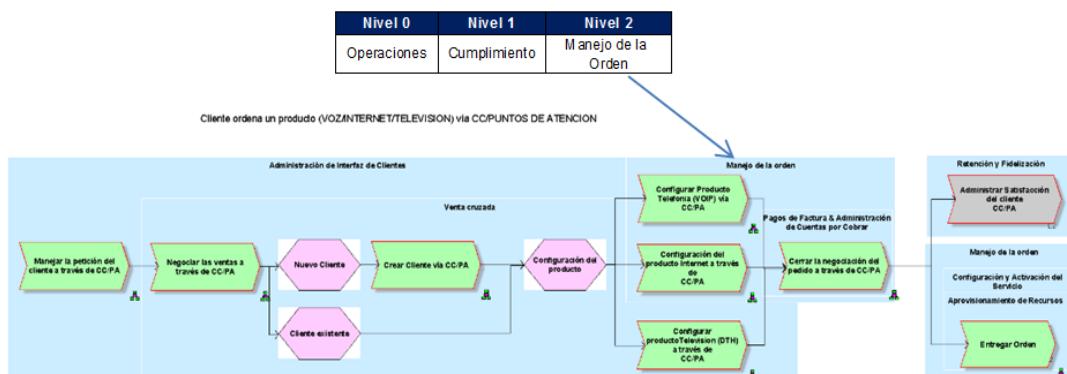 Nivel 0 Nivel 1 Nivel 2
Operaciones Cumplimiento Manejo de la
Orden
Cliente ordena un producto (VOZ/INTERNET/TELEVISION) via CC/PUNTOS DE ATENCION
Administración de Interfaz de Clientes
Manejo de la orden
Retención y Fidelización
Venta cruzada
Manejar la petición del
cliente a través de CC/PA
Negociar las ventas a
través de CC/PA
Nuevo Cliente
Cliente existente
Crear Cliente vía CC/PA
Configuración del
producto
Configurar Producto
Telefonía (VOIP) vía
CC/PA
Configuración del
producto Internet a través
de
CC/PA
Configurar
productoTelevision (DTH)
a través de
CC/PA
Pagos de Factura & Administración
de Cuentas por Cobrar
Cerrar la negociación del
pedido a través de CC/PA
Administrar Satisfacción
del cliente
CC/PA
Manejo de la orden
Configuración y Activación del
Servicio
Aprovisionamiento de Recursos
Entregar Orden